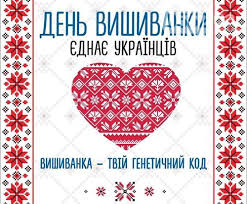 ДЕНЬ ВИШИВАНКИ
ЄДНАЄ УКРАЇНЦІВ
ВИШИВАНКА – ТВІЙ ГЕНЕТИЧНИЙ КОД